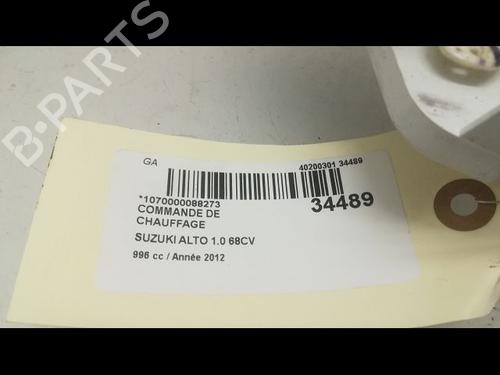 B-PARTS
GA
40200301 34489
*1070000088273
34489
COMMANDE DE
CHAUFFAGE
SUZUKI ALTO 1.0 68CV
996 cc / Année 2012